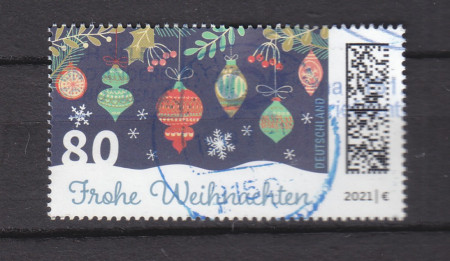 80
Frohe Weihnachten
DEUTSCHLAND
2021 | €